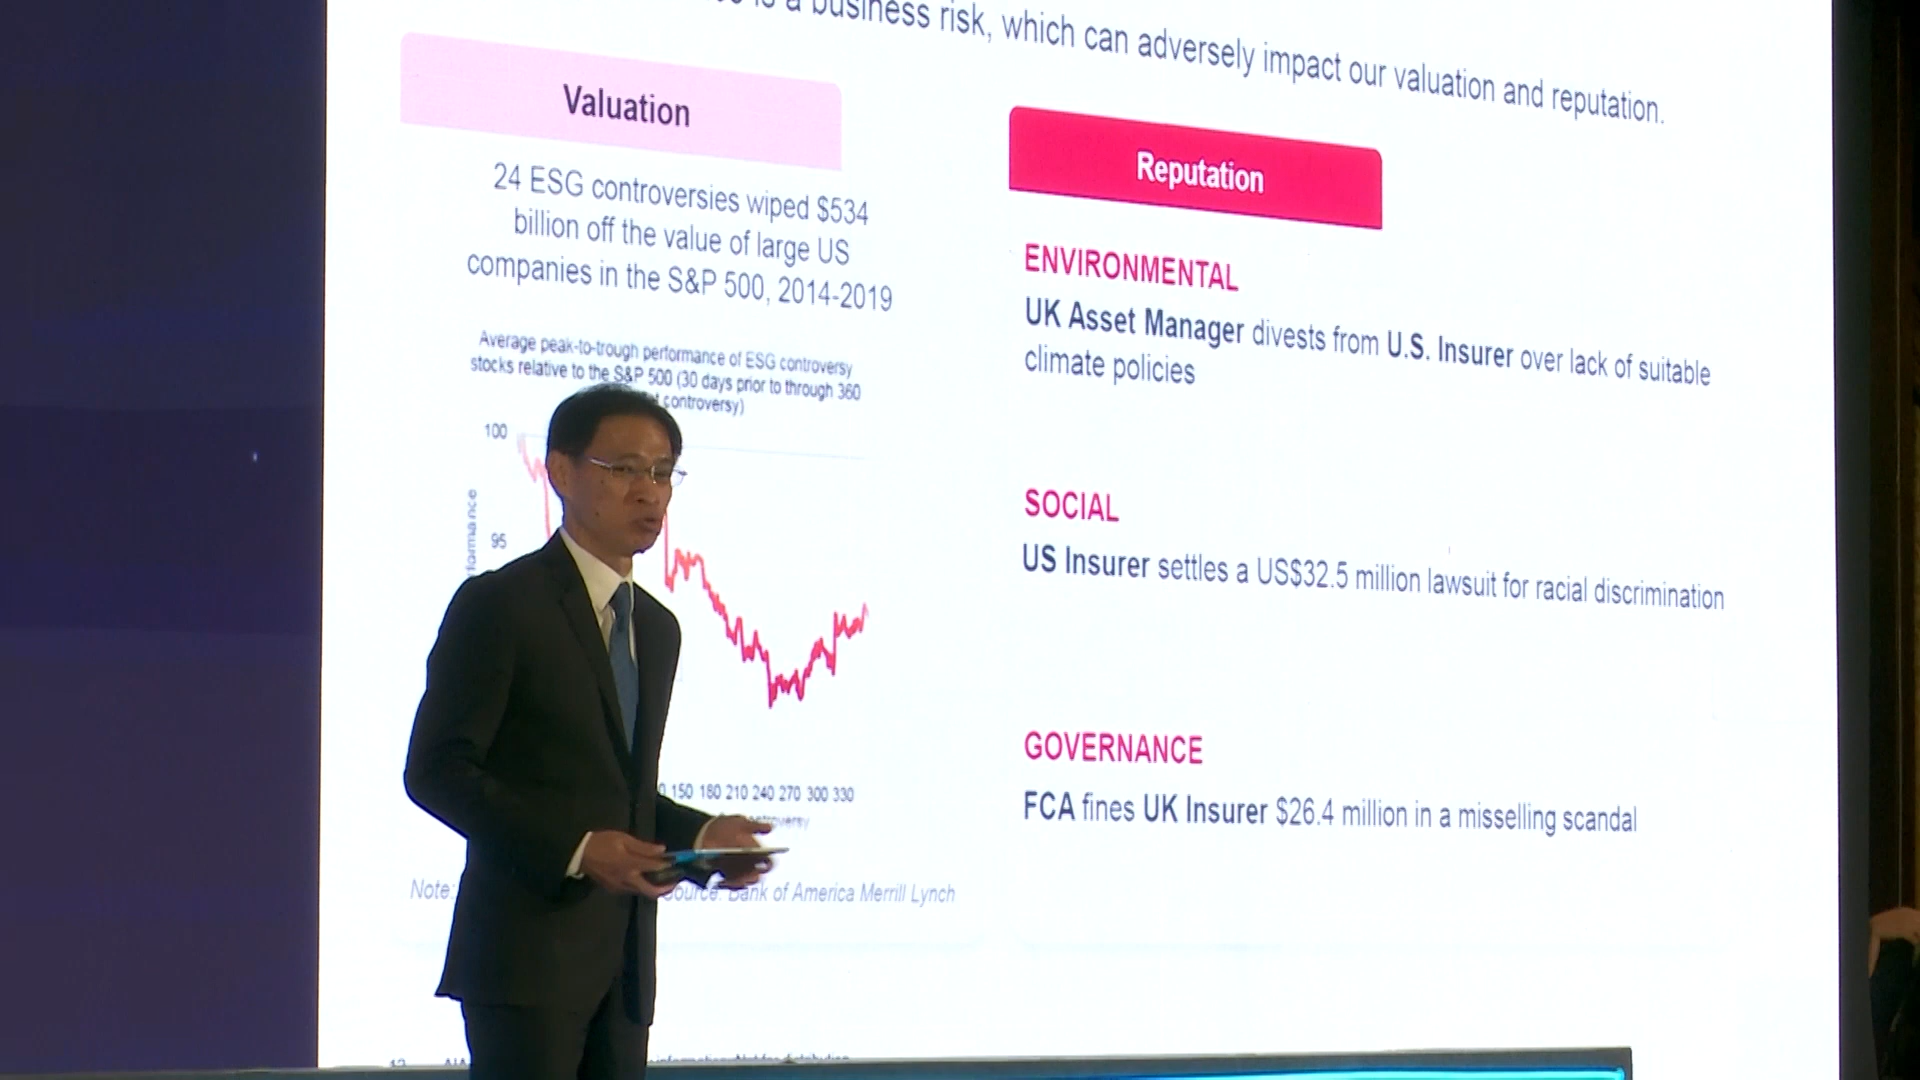 is a business risk, which can adversely impact our valuation and reputation.
Valuation
24 ESG controversies wiped $534
billion off the value of large US
companies in the S&P 500, 2014-2019
Average peak-to-trough performance of ESG controversy
stocks relative to the S&P 500 (30 days prior to through 360
controversy)
100
95
150 180 210 240 270 300 330
controversy
Note:
Source: Bank of America Merrill Lynch
Reputation
ENVIRONMENTAL
UK Asset Manager divests from U.S. Insurer over lack of suitable
climate policies
SOCIAL
US Insurer settles a US$32.5 million lawsuit for racial discrimination
GOVERNANCE
FCA fines UK Insurer $26.4 million in a misselling scandal